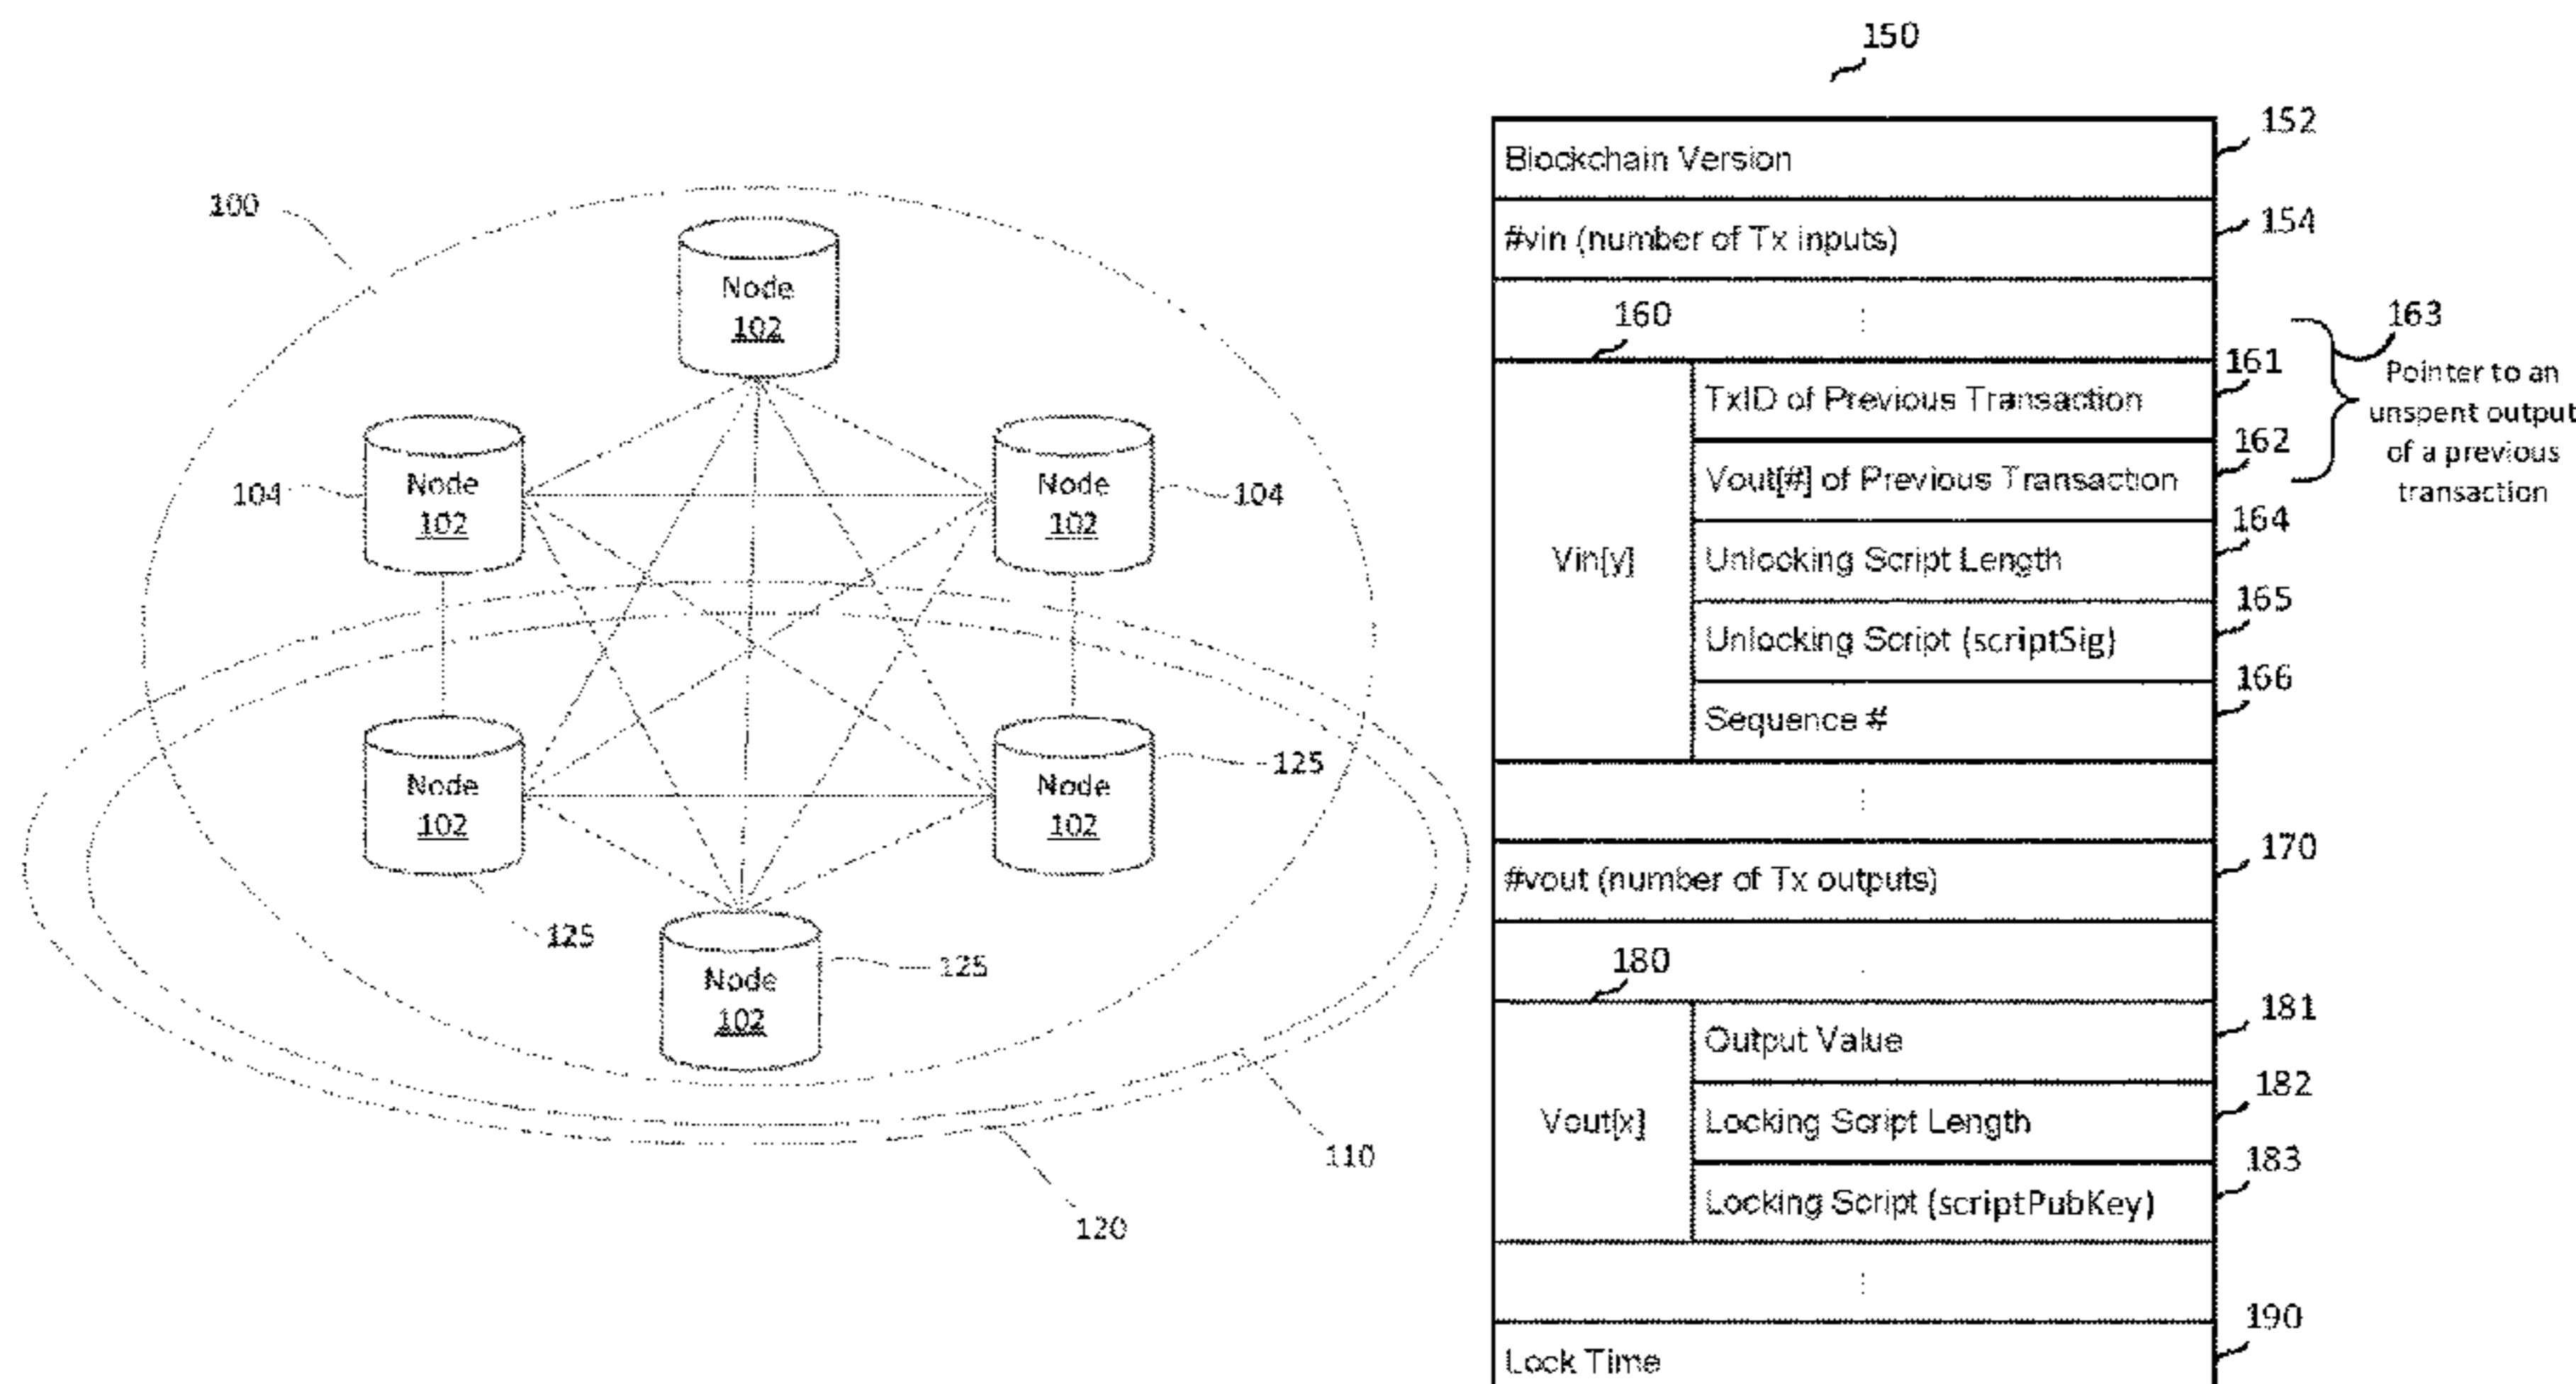 100
Node
102
104
Node
102
Node
102
104
Node
102
Node
102
125
125
Node
102
125
110
120
150
Blockchain Version
152
#vin (number of Tx inputs)
154
⋮
160
163
Pointer to an
unspent output
of a previous
transaction
Vin[y]
TxID of Previous Transaction
161
Vout[#] of Previous Transaction
162
Unlocking Script Length
164
Unlocking Script (scriptSig)
165
Sequence #
166
⋮
#vout (number of Tx outputs)
170
180
Vout[x]
Output Value
181
Locking Script Length
182
Locking Script (scriptPubKey)
183
⋮
Lock Time
190